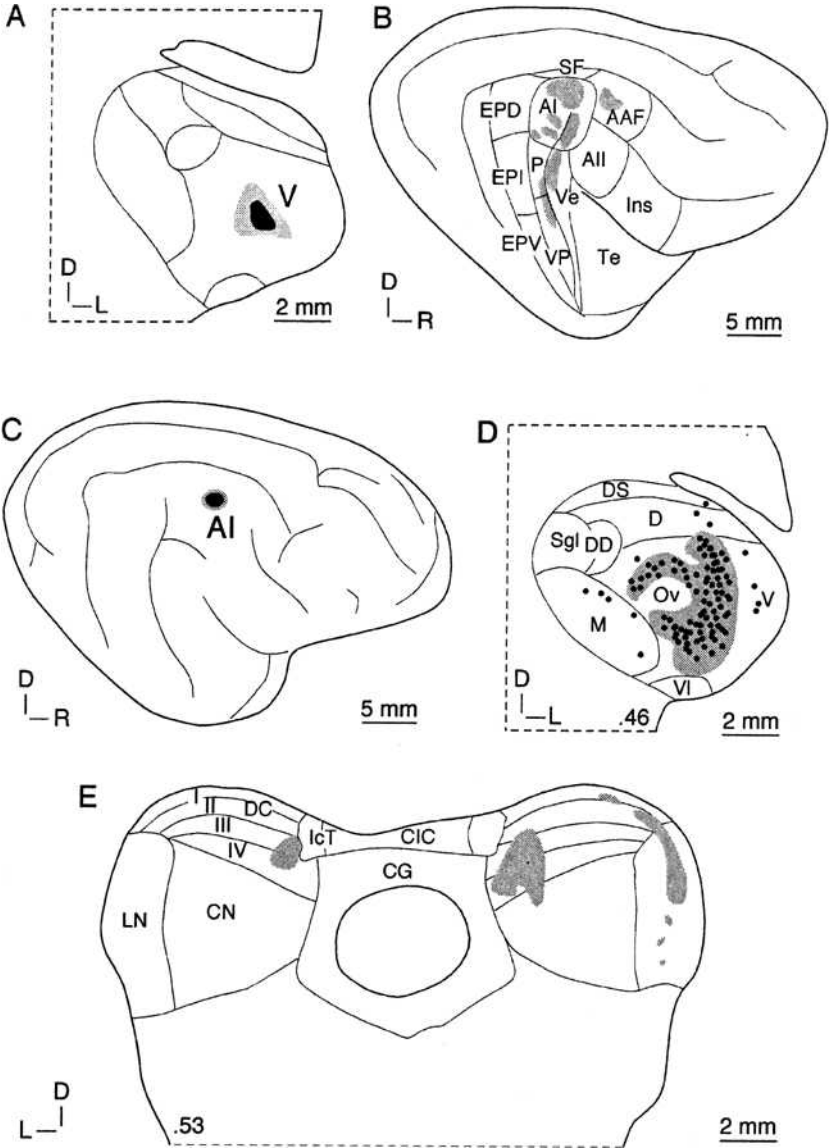 A
V
D
L
2 mm
B
SF
EPD
AI
AAF
P
AII
EPI
Ve
Ins
EPV
VP
Te
D
R
5 mm
C
AI
D
R
5 mm
D
DS
D
Sgl
DD
Ov
V
M
Vl
D
L
.46
2 mm
E
I
II
DC
III
IcT
CIC
IV
CG
LN
CN
D
L
.53
2 mm